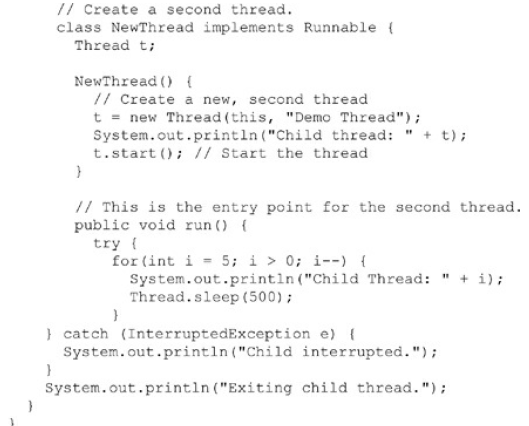 // Create a second thread.
class NewThread implements Runnable {
Thread t;
NewThread() {
// Create a new, second thread
t = new Thread(this, "Demo Thread");
System.out.println("Child thread: " + t);
t.start(); // Start the thread
}
// This is the entry point for the second thread.
public void run() {
try {
for(int i = 5; i > 0; i--) {
System.out.println("Child Thread: " + i);
Thread.sleep(500);
}
} catch (InterruptedException e) {
System.out.println("Child interrupted.");
}
System.out.println("Exiting child thread.");
}
}